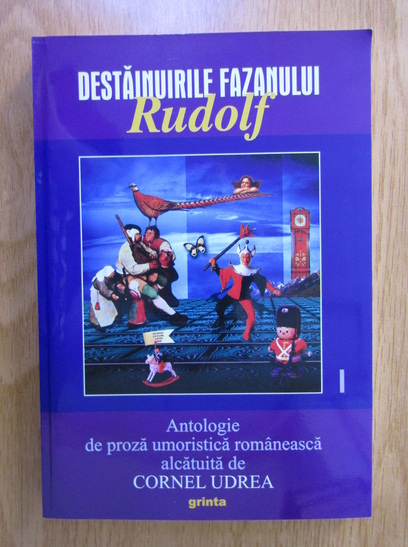 DESTĂINUIRILE FAZANULUI
Rudolf
I
Antologie
de proză umoristică românească
alcătuită de
CORNEL UDREA
grinta